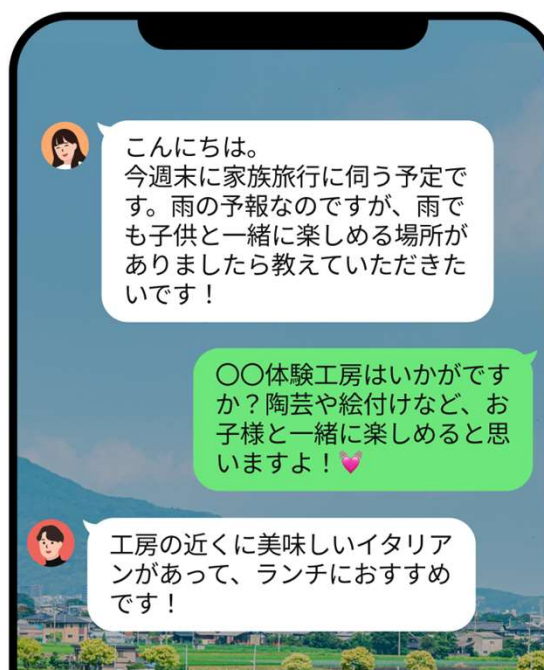 こんにちは。
今週末に家族旅行に伺う予定で
す。雨の予報なのですが、雨で
も子供と一緒に楽しめる場所が
ありましたら教えていただきた
いです！
〇〇体験工房はいかがです
か？陶芸や絵付けなど、お
子様と一緒に楽しめると思
いますよ！💓
工房の近くに美味しいイタリア
ンがあって、ランチにおすすめ
です！